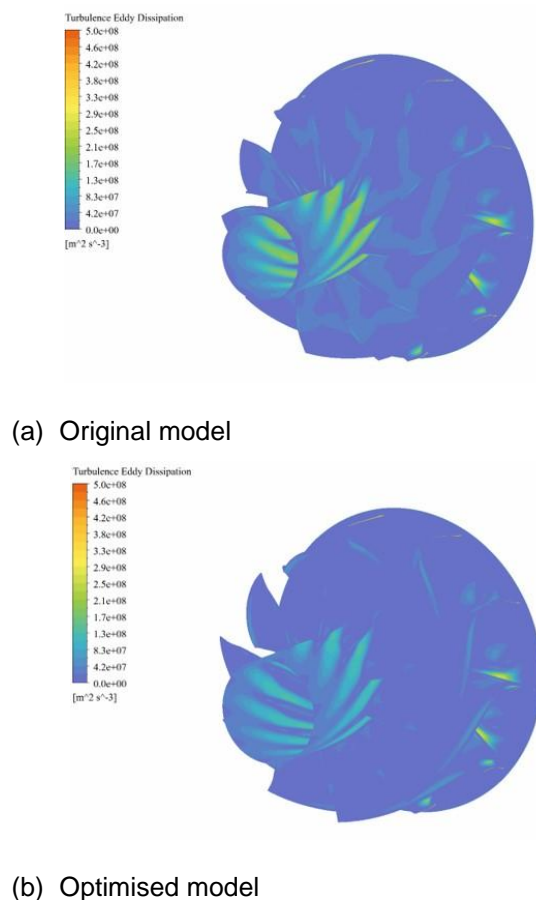 Turbulence Eddy Dissipation
5.0e+08
4.6e+08
4.2e+08
3.8e+08
3.3e+08
2.9e+08
2.5e+08
2.1e+08
1.7e+08
1.3e+08
8.3e+07
4.2e+07
0.0e+00
[m^2 s^-3]
(a) Original model
Turbulence Eddy Dissipation
5.0e+08
4.6e+08
4.2e+08
3.8e+08
3.3e+08
2.9e+08
2.5e+08
2.1e+08
1.7e+08
1.3e+08
8.3e+07
4.2e+07
0.0e+00
[m^2 s^-3]
(b) Optimised model